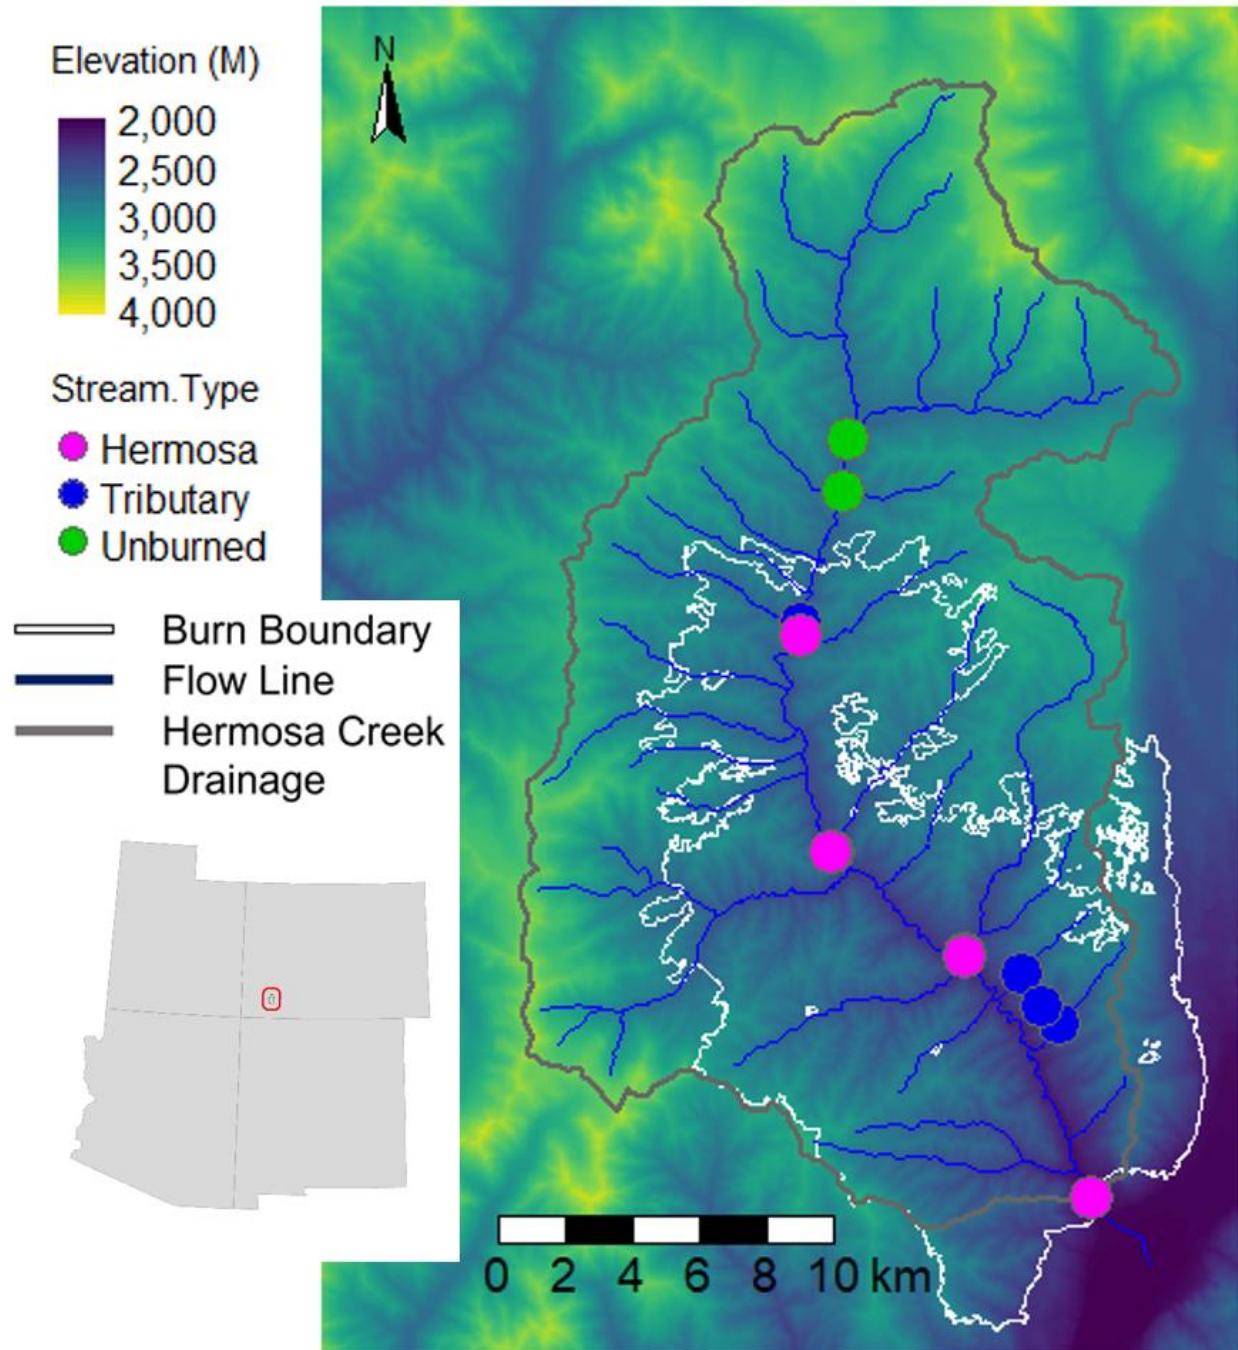 Elevation (M)
2,000
2,500
3,000
3,500
4,000
Stream.Type
Hermosa
Tributary
Unburned
Burn Boundary
Flow Line
Hermosa Creek
Drainage
N
0 2 4 6 8 10 km